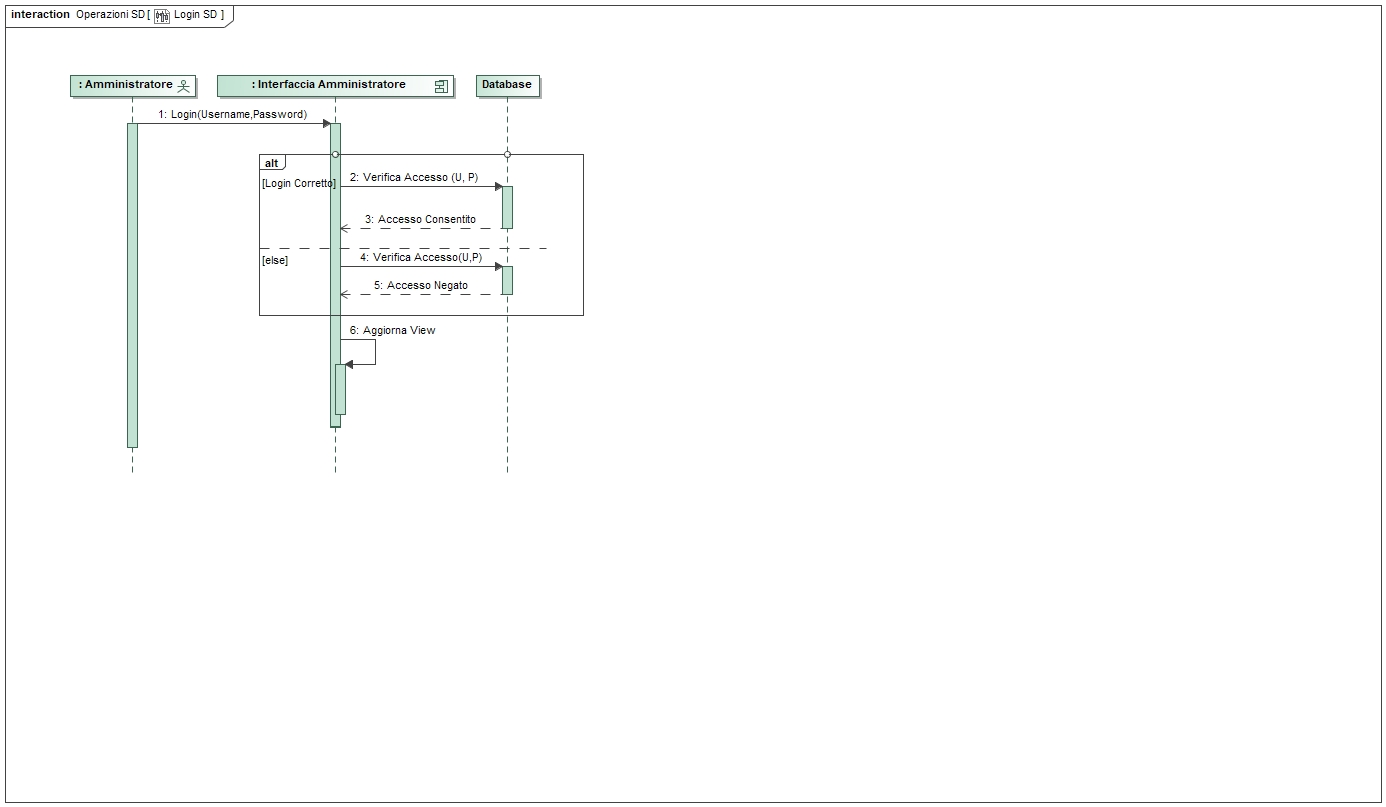 interaction Operazioni SD [ Login SD ]
: Amministratore
: Interfaccia Amministratore
Database
1: Login(Username,Password)
alt
[Login Corretto]
2: Verifica Accesso (U, P)
3: Accesso Consentito
[else]
4: Verifica Accesso(U,P)
5: Accesso Negato
6: Aggiorna View